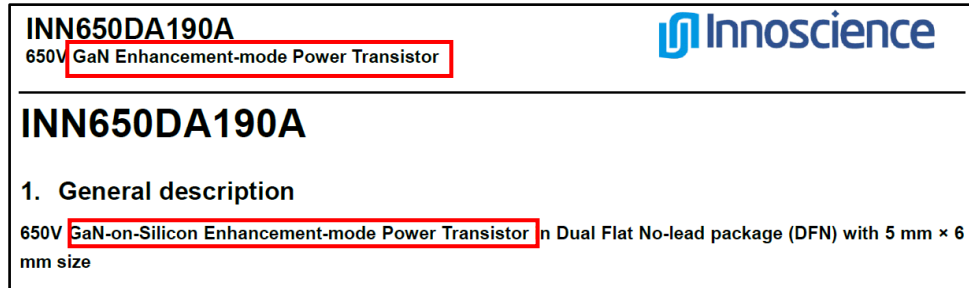 INN650DA190A
Innoscience
650V GaN Enhancement-mode Power Transistor
INN650DA190A
1. General description
650V GaN-on-Silicon Enhancement-mode Power Transistor in Dual Flat No-lead package (DFN) with 5 mm × 6
mm size